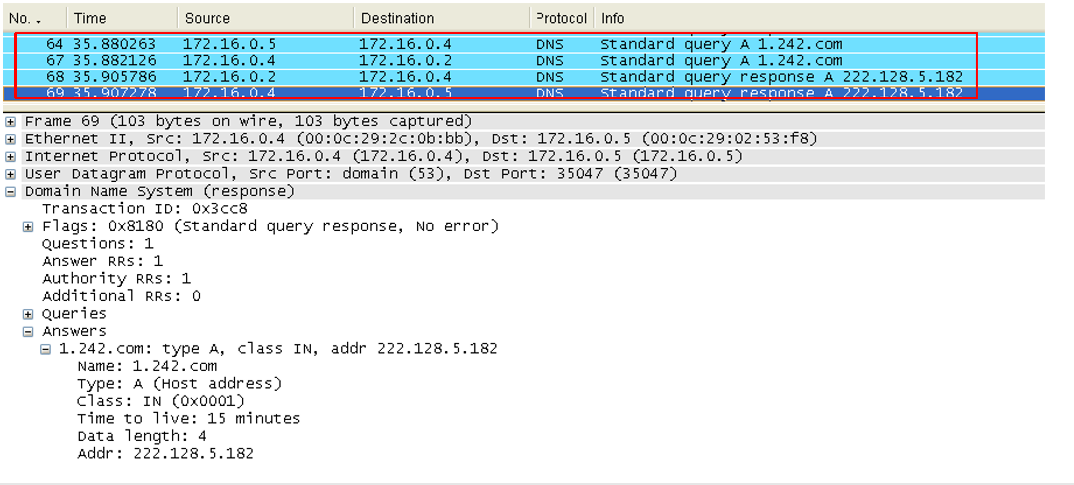 No. Time Source Destination Protocol Info
64 35.880263 172.16.0.5 172.16.0.4 DNS Standard query A 1.242.com
67 35.882126 172.16.0.4 172.16.0.2 DNS Standard query A 1.242.com
68 35.905786 172.16.0.2 172.16.0.4 DNS Standard query response A 222.128.5.182
69 35.907278 172.16.0.4 172.16.0.5 DNS Standard query response A 222.128.5.182
Frame 69 (103 bytes on wire, 103 bytes captured)
Ethernet II, Src: 172.16.0.4 (00:0c:29:2c:0b:bb), Dst: 172.16.0.5 (00:0c:29:02:53:f8)
Internet Protocol, Src: 172.16.0.4 (172.16.0.4), Dst: 172.16.0.5 (172.16.0.5)
User Datagram Protocol, Src Port: domain (53), Dst Port: 35047 (35047)
Domain Name System (response)
Transaction ID: 0x3cc8
Flags: 0x8180 (Standard query response, No error)
Questions: 1
Answer RRs: 1
Authority RRs: 1
Additional RRs: 0
Queries
Answers
1.242.com: type A, class IN, addr 222.128.5.182
Name: 1.242.com
Type: A (Host address)
Class: IN (0x0001)
Time to live: 15 minutes
Data length: 4
Addr: 222.128.5.182